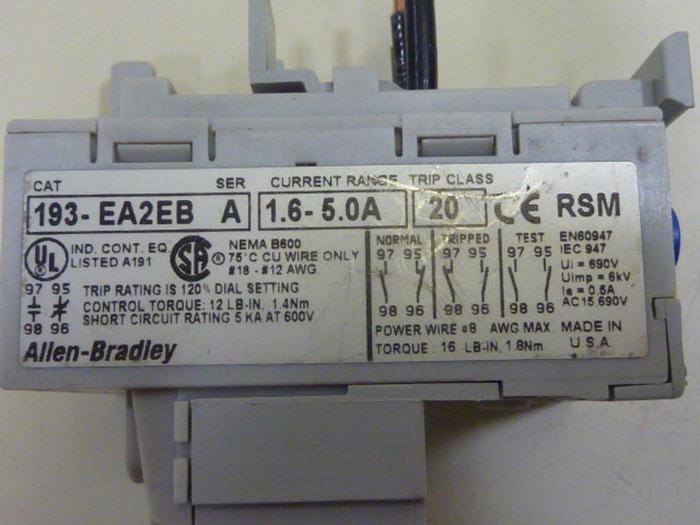 CAT SER CURRENT RANGE TRIP CLASS
193- EA2EB A 1.6- 5.0A 20 CE RSM
UL IND. CONT. EQ
LISTED A191
SA NEMA B600
75°C CU WIRE ONLY
#18 - #12 AWG
97 95
98 96
TRIP RATING IS 120% DIAL SETTING
CONTROL TORQUE: 12 LB-IN, 1.4Nm
SHORT CIRCUIT RATING 5 KA AT 600V
Allen-Bradley
NORMAL TRIPPED TEST
97 95 97 95 97 95
98 96 98 96 98 96
EN60947
IEC 947
Ui = 690V
Uimp = 6kV
Ie = 0.5A
AC15 690V
POWER WIRE #8 AWG MAX.
TORQUE : 16 LB-IN, 1.8Nm
MADE IN
U.S.A.